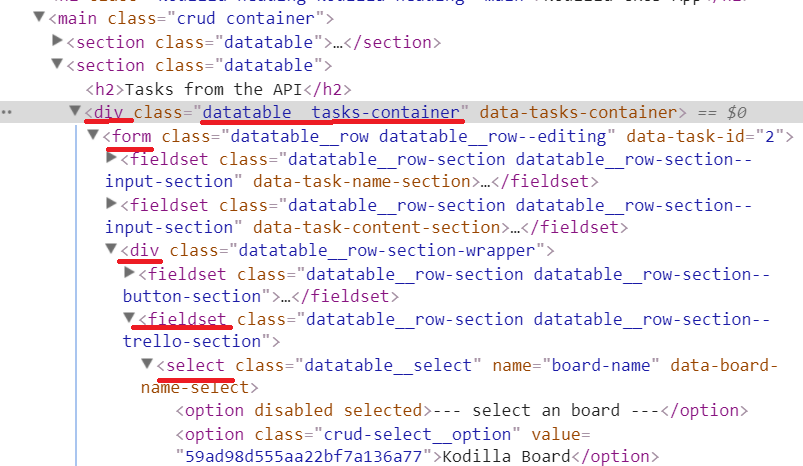 <main class="crud container">
<section class="datatable">…</section>
<section class="datatable">
<h2>Tasks from the API</h2>
<div class="datatable__tasks-container" data-tasks-container> == $0
<form class="datatable__row datatable__row--editing" data-task-id="2">
<fieldset class="datatable__row-section datatable__row-section--
input-section" data-task-name-section>…</fieldset>
<fieldset class="datatable__row-section datatable__row-section--
input-section" data-task-content-section>…</fieldset>
<div class="datatable__row-section-wrapper">
<fieldset class="datatable__row-section datatable__row-section--
button-section">…</fieldset>
<fieldset class="datatable__row-section datatable__row-section--
trello-section">
<select class="datatable__select" name="board-name" data-board-
name-select>
<option disabled selected>--- select an board ---</option>
<option class="crud-select__option" value=
"59ad98d555aa22bf7a136a77">Kodilla Board</option>